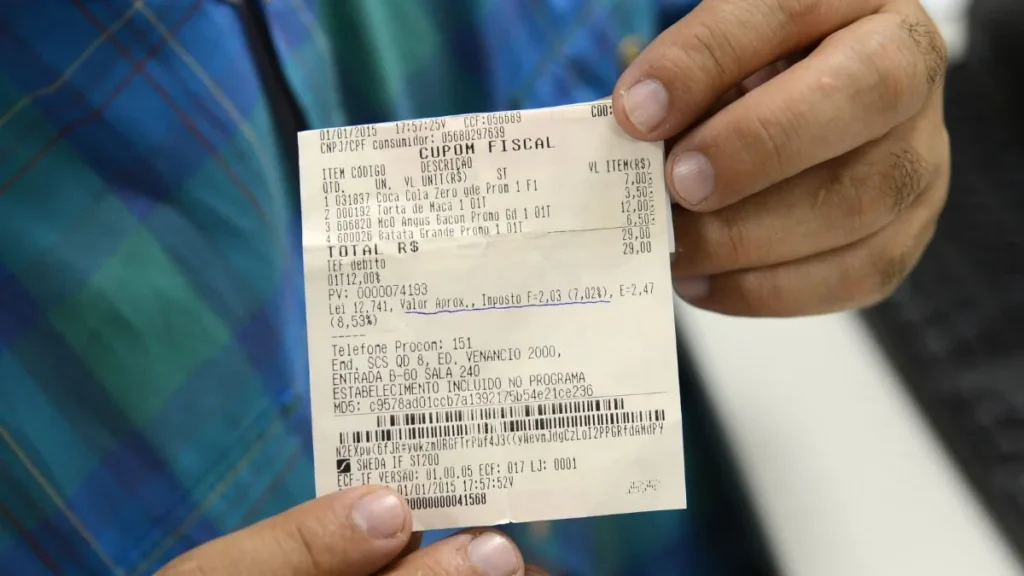 01/01/2015 17:57:25V CCF:056689 COO:
CNPJ/CPF consumidor: 05680297639
CUPOM FISCAL
ITEM CÓDIGO DESCRIÇÃO VL ITEM(R$)
QTD. UN. VL UNIT(R$) ST
1 031837 Coca Cola Zero gde Prom 1 F1 7,00
2 000192 Torta de Maca 1 01T 3,50
3 606820 McO Angus Bacon Promo Gd 1 01T 12,00
4 600026 Batata Grande Promo 1 01T 6,50
TOTAL R$ 29,00
TEF debito 29,00
01T12,00%
PV: 0000074193
Lei 12,741, Valor Aprox., Imposto F=2,03 (7,02%), E=2,47
(8,53%)
-----
Telefone Procom: 151
End. SCS QD 8, ED. VENANCIO 2000,
ENTRADA B-60 SALA 240
ESTABELECIMENTO INCLUIDO NO PROGRAMA
MD5: c9578ad01ccb7a1392175b54e21ce236
SWEDA IF ST200
ECF-IF VERSÃO: 01.00.05 ECF: 017 LJ: 0001
01/01/2015 17:57:52V
00000000041568